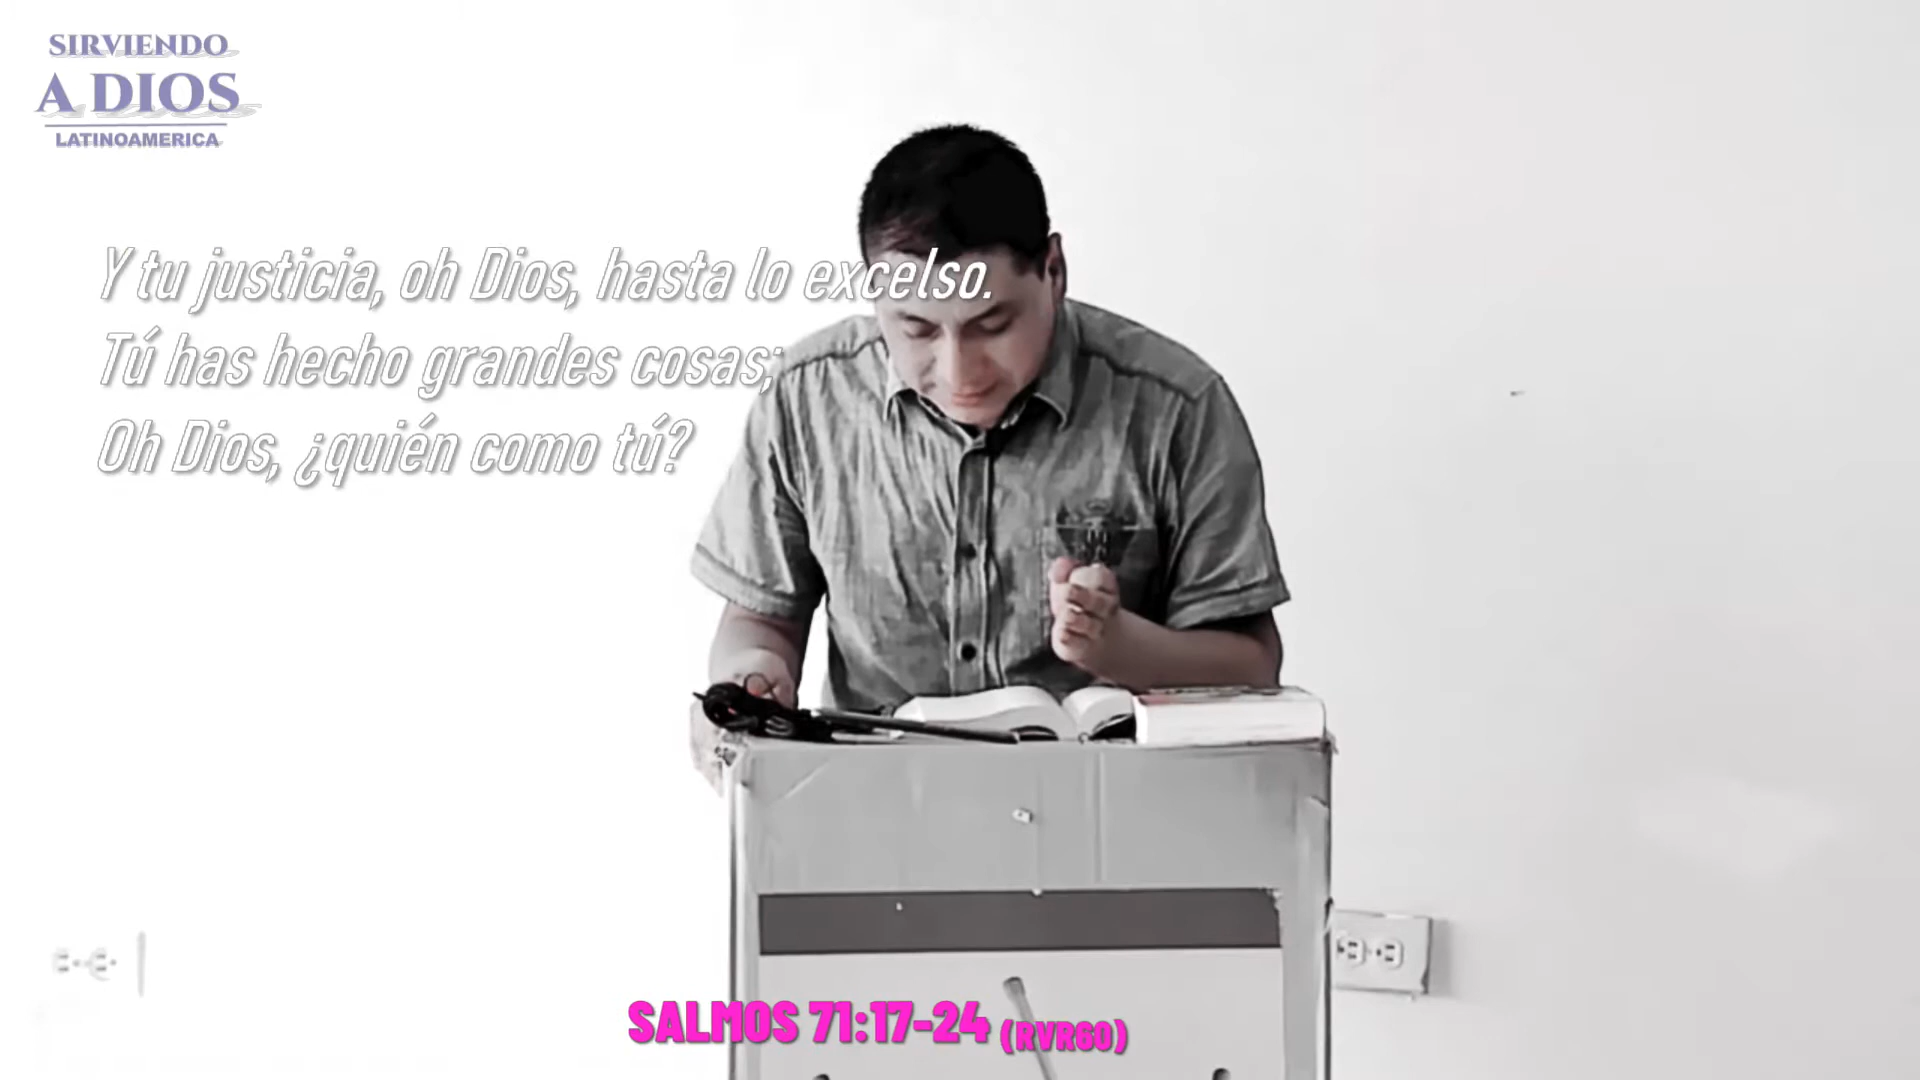 SIRVIENDO
A DIOS
LATINOAMERICA
Y tu justicia, oh Dios, hasta lo excelso.
Tú has hecho grandes cosas;
Oh Dios, ¿quién como tú?
SALMOS 71:17-24 (RVR60)